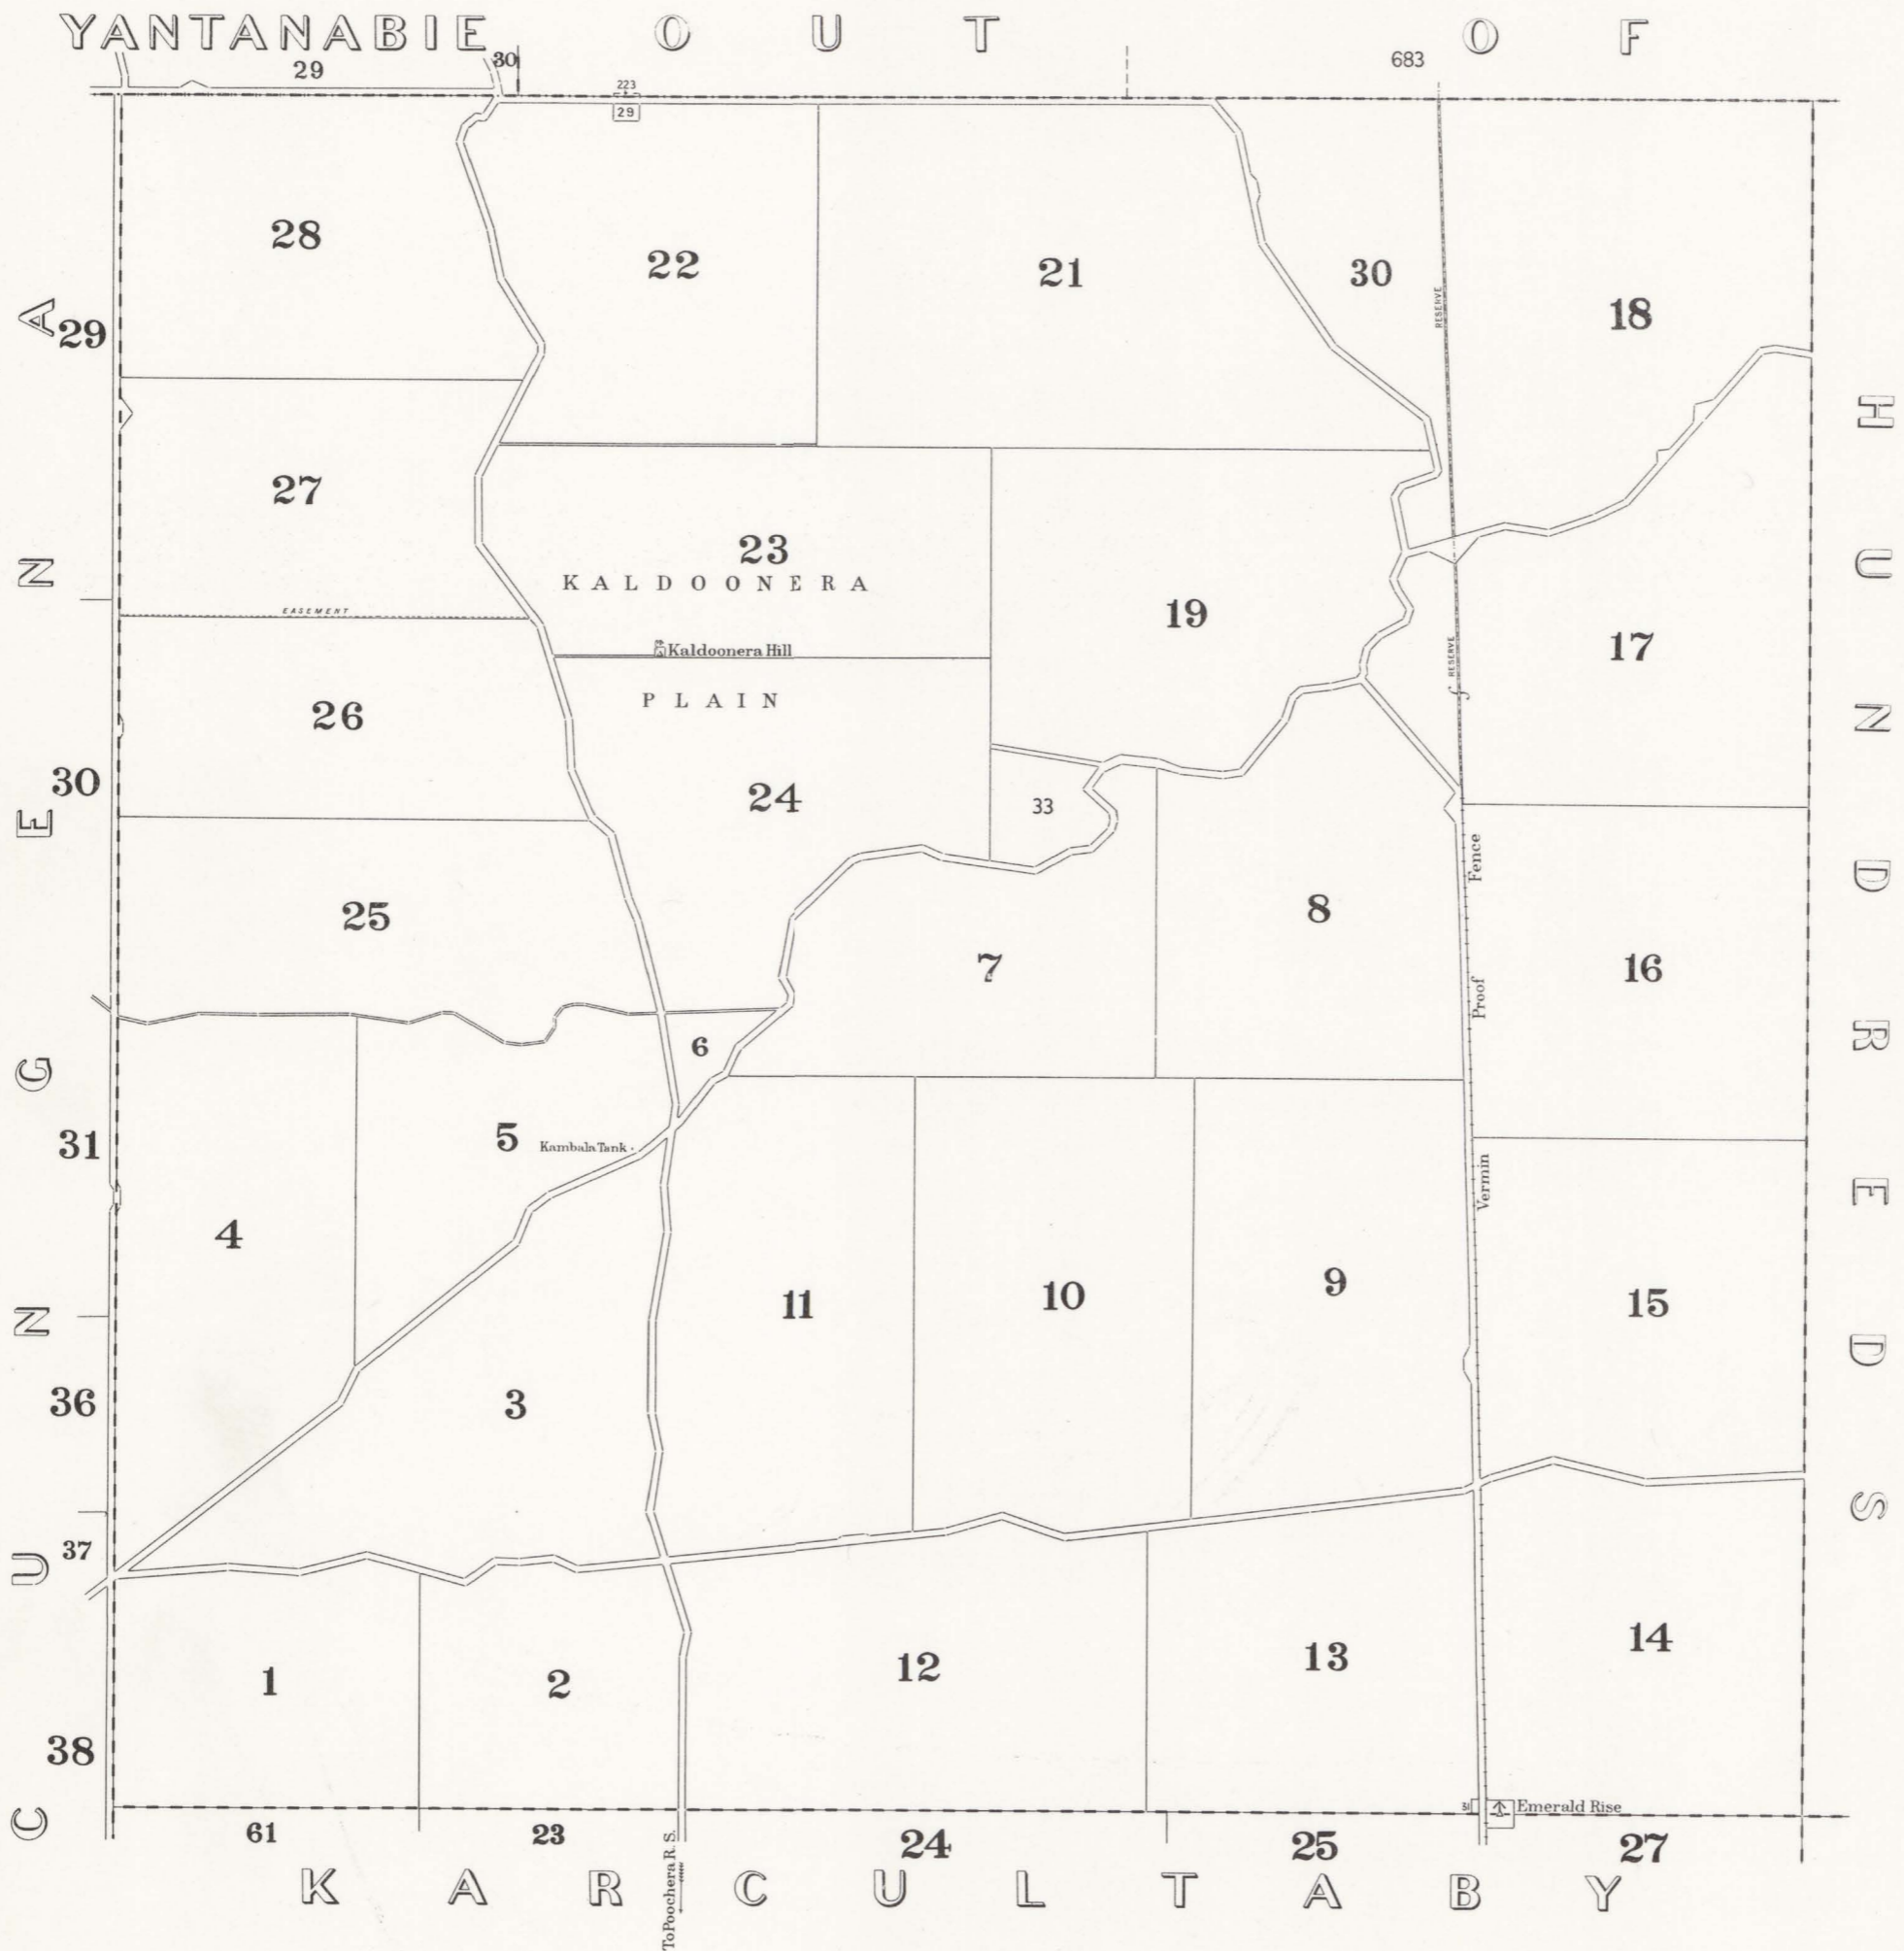 YANTANABIE OUT OF
29 30 683
223
29
28 22 21 30 18
RESERVE
A
29
27 23
KALDOONERA
19 17
N
EASEMENT
Kaldoonera Hill
RESERVE
PLAIN
26 24 33
30
E
25 7 8 16
Fence
Proof
G
6
31
5 Kambala Tank
Vermin
4 11 10 9 15
N
36
3
37
U
1 2 12 13 14
38
C
31 Emerald Rise
61 23 24 25 27
KARCULTABY
To Poochera R. S.
HUNDREDS